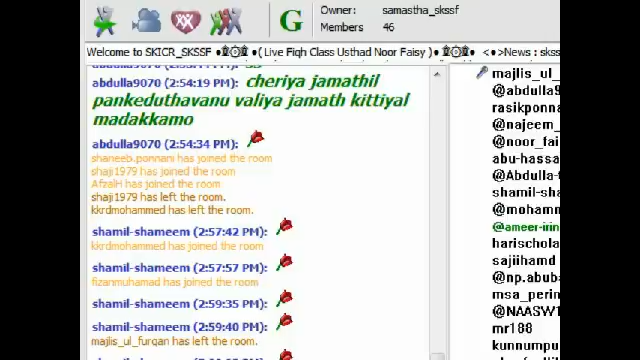 G
Owner: samastha_skssf
Members 46
Welcome to SKICR_SKSSF
( Live Fiqh Class Usthad Noor Faisy )
< >News : skss
abdulla9070 (2:54:19 PM): cheriya jamathil
pankeduthavanu valiya jamath kittiyal
madakkamo
abdulla9070 (2:54:34 PM):
shaneeb.ponnani has joined the room
shaji1979 has joined the room
AfzalH has joined the room
shaji1979 has left the room.
kkrdmohammed has left the room.
shamil-shameem (2:57:42 PM):
kkrdmohammed has joined the room
shamil-shameem (2:57:57 PM):
fizanmuhamad has joined the room
shamil-shameem (2:59:35 PM):
shamil-shameem (2:59:40 PM):
majlis_ul_furqan has left the room.
majlis_ul_
@abdulla9
rasikponna
@najeem_
@noor_fai
abu-hassa
@Abdulla-f
shamil-sha
@mohamm
@ameer-irin
harischola
sajiihamd
@np.abuba
msa_perin
@NAASW1
mr188
kunnumpu